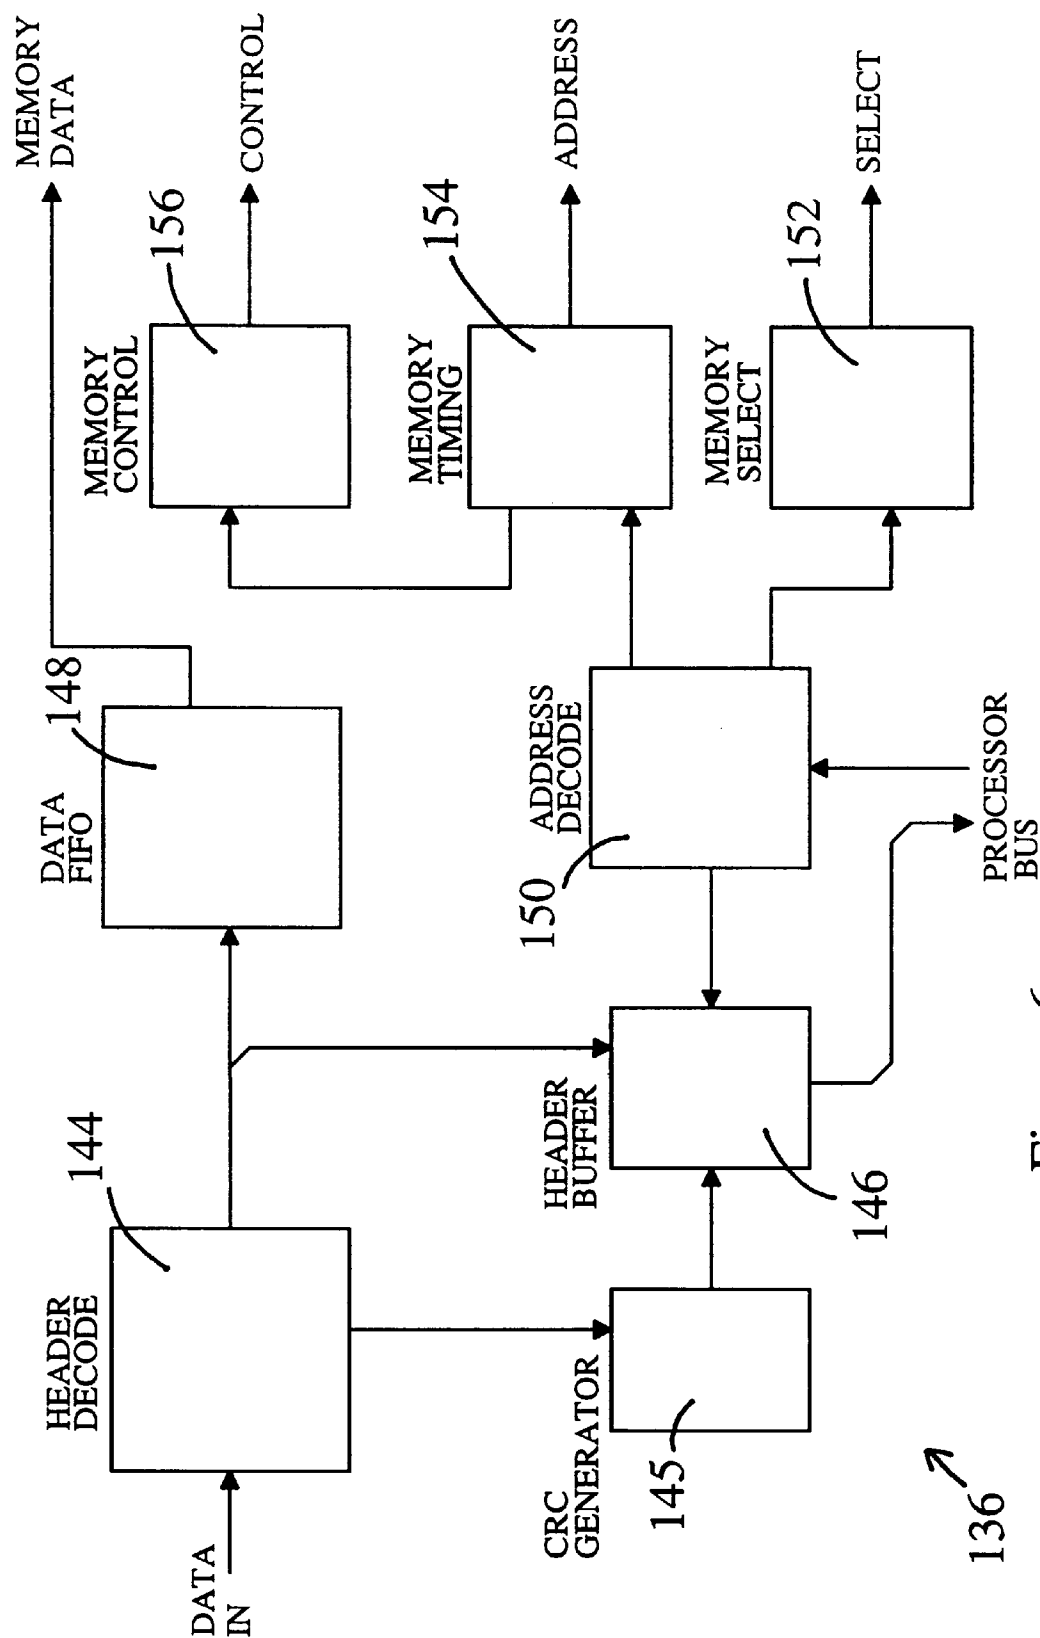 MEMORY
DATA
148
DATA
FIFO
144
HEADER
DECODE
DATA
IN
156
MEMORY
CONTROL
CONTROL
154
MEMORY
TIMING
ADDRESS
152
MEMORY
SELECT
SELECT
ADDRESS
DECODE
150
HEADER
BUFFER
146
CRC
GENERATOR
145
PROCESSOR
BUS
136